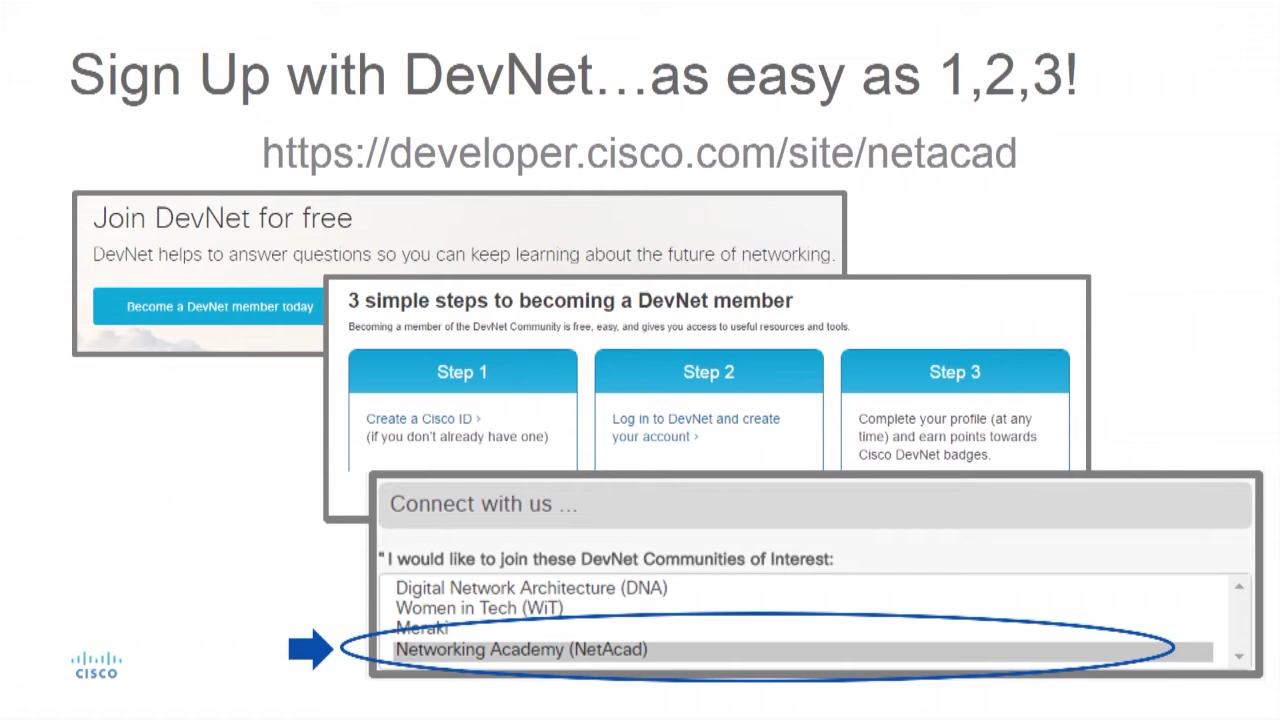 Sign Up with DevNet...as easy as 1,2,3!
https://developer.cisco.com/site/netacad
Join DevNet for free
DevNet helps to answer questions so you can keep learning about the future of networking.
Become a DevNet member today
3 simple steps to becoming a DevNet member
Becoming a member of the DevNet Community is free, easy, and gives you access to useful resources and tools.
Step 1
Create a Cisco ID ›
(if you don't already have one)
Step 2
Log in to DevNet and create
your account ›
Step 3
Complete your profile (at any
time) and earn points towards
Cisco DevNet badges.
Connect with us ...
* I would like to join these DevNet Communities of Interest:
Digital Network Architecture (DNA)
Women in Tech (WiT)
Meraki
Networking Academy (NetAcad)
CISCO